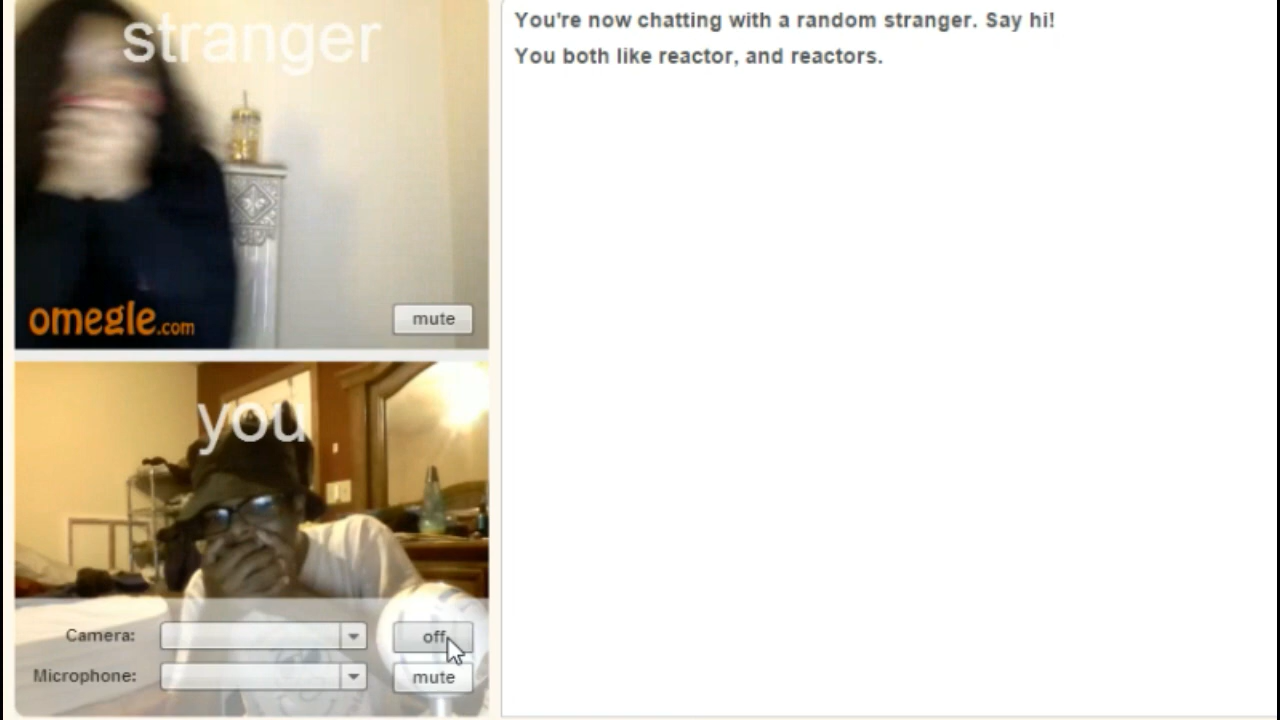 stranger
omegle.com
mute
you
Camera:
off
Microphone:
mute
You're now chatting with a random stranger. Say hi!
You both like reactor, and reactors.